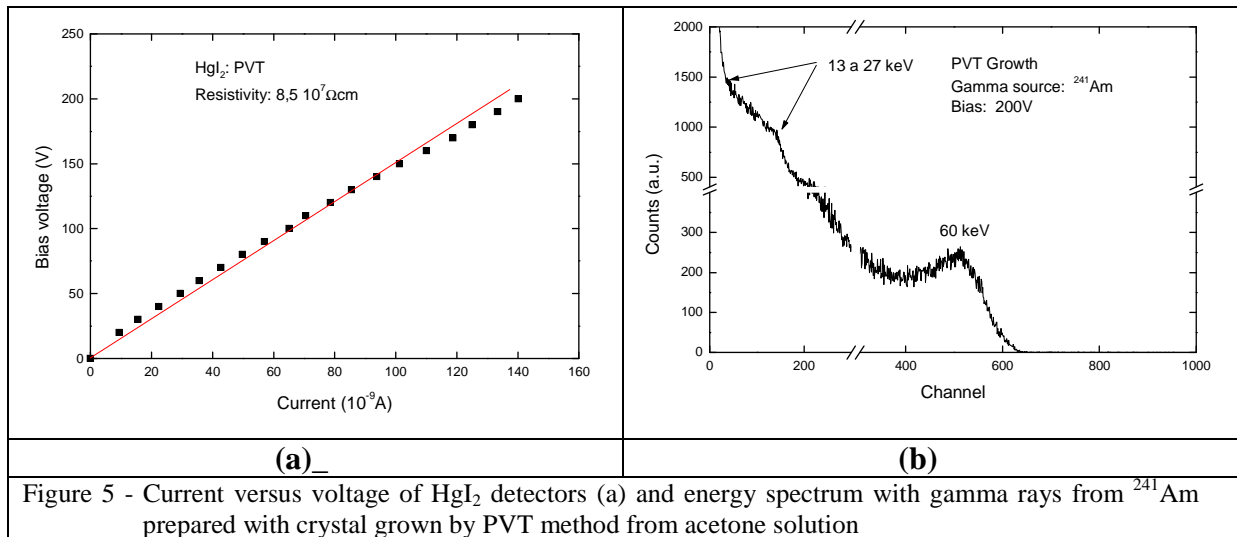 250
200
150
100
50
0
Bias voltage (V)
HgI₂: PVT
Resistivity: 8,5 10⁷Ωcm
0 20 40 60 80 100 120 140 160
Current (10⁻⁹A)
2000
1500
1000
500
200
100
0
Counts (a.u.)
13 a 27 keV
PVT Growth
Gamma source: ²⁴¹Am
Bias: 200V
60 keV
0 200 400 600 800 1000
Channel
(a)_
(b)
Figure 5 - Current versus voltage of HgI₂ detectors (a) and energy spectrum with gamma rays from ²⁴¹Am
prepared with crystal grown by PVT method from acetone solution